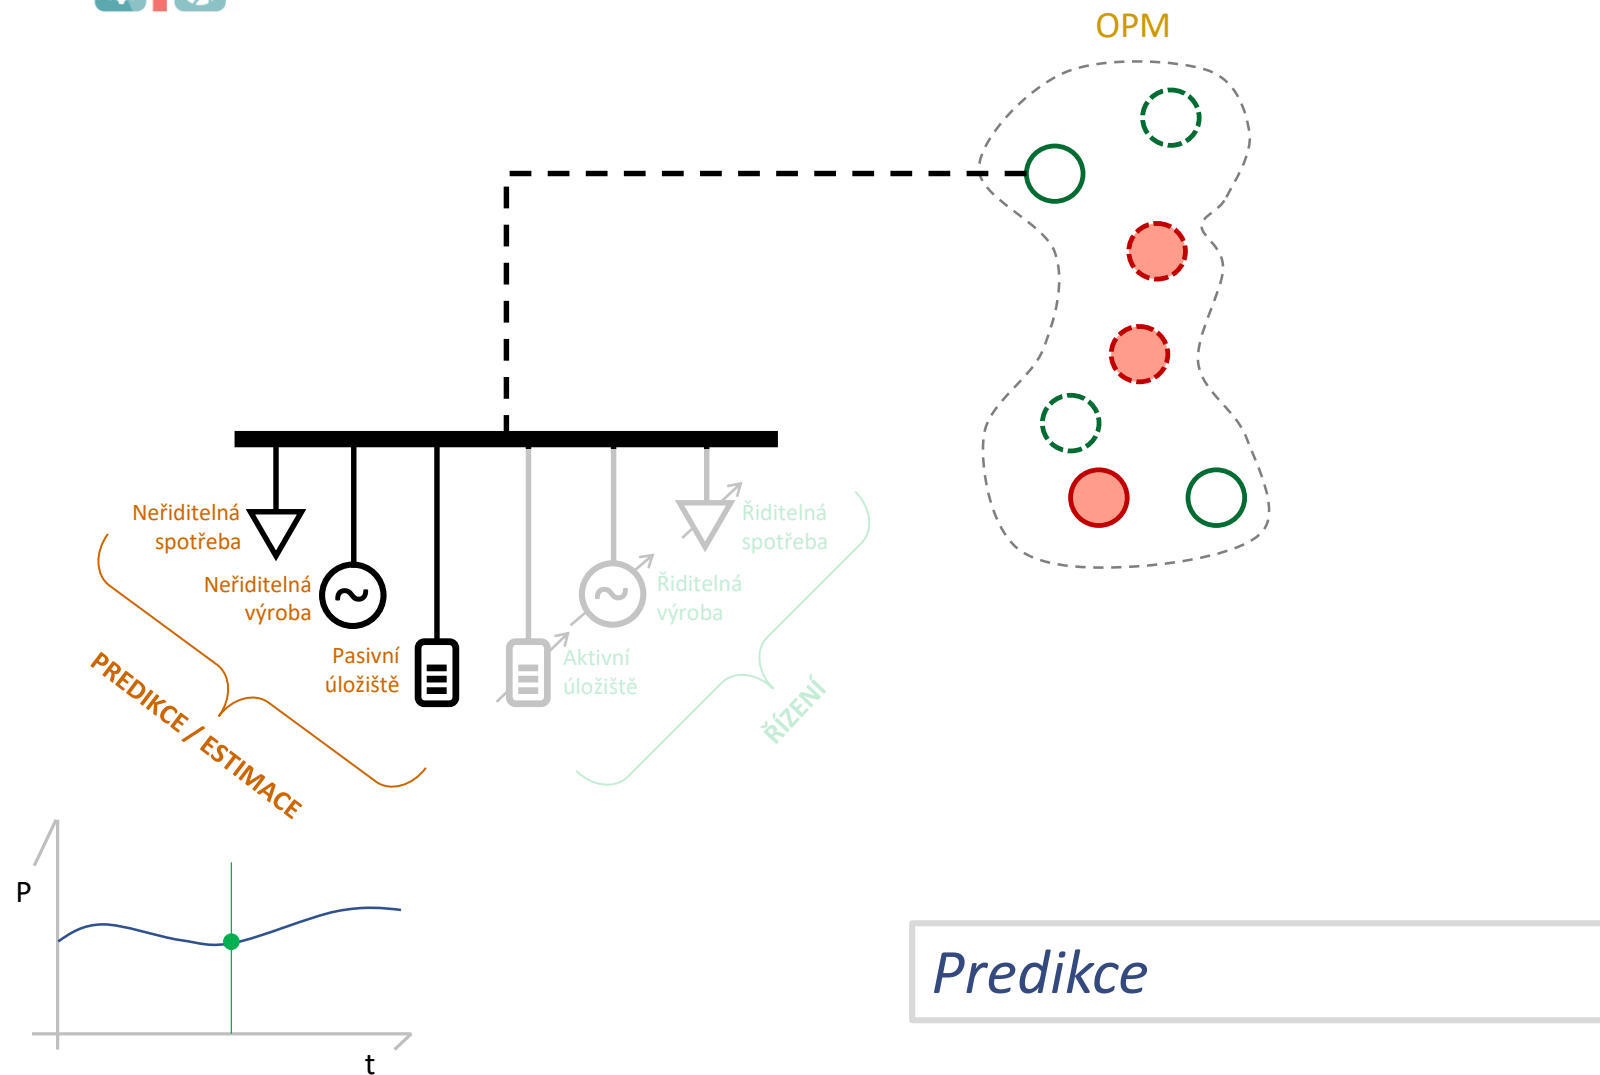 OPM
Neřiditelná
spotřeba
Neřiditelná
výroba
Pasivní
úložiště
PREDIKCE / ESTIMACE
Řiditelná
spotřeba
Řiditelná
výroba
Aktivní
úložiště
ŘÍZENÍ
P
t
Predikce